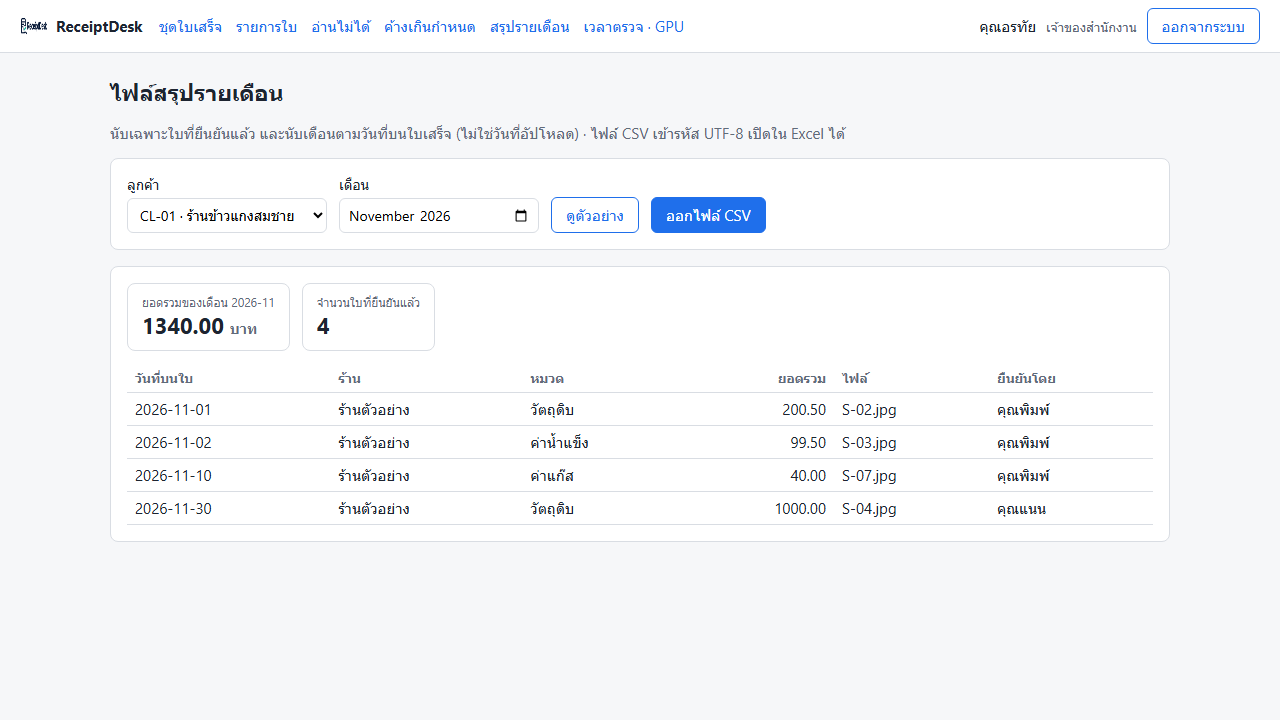 ReceiptDesk ชุดใบเสร็จ รายการใบ อ่านไม่ได้ ค้างเกินกำหนด สรุปรายเดือน เวลาตรวจ · GPU คุณอรทัย เจ้าของสำนักงาน ออกจากระบบ
ไฟล์สรุปรายเดือน
นับเฉพาะใบที่ยืนยันแล้ว และนับเดือนตามวันที่บนใบเสร็จ (ไม่ใช่วันที่อัปโหลด) · ไฟล์ CSV เข้ารหัส UTF-8 เปิดใน Excel ได้
ลูกค้า เดือน
CL-01 · ร้านข้าวแกงสมชาย November 2026 ดูตัวอย่าง ออกไฟล์ CSV
ยอดรวมของเดือน 2026-11 จำนวนใบที่ยืนยันแล้ว
1340.00 บาท 4
วันที่บนใบ ร้าน หมวด ยอดรวม ไฟล์ ยืนยันโดย
2026-11-01 ร้านตัวอย่าง วัตถุดิบ 200.50 S-02.jpg คุณพิมพ์
2026-11-02 ร้านตัวอย่าง ค่าน้ำแข็ง 99.50 S-03.jpg คุณพิมพ์
2026-11-10 ร้านตัวอย่าง ค่าแก๊ส 40.00 S-07.jpg คุณพิมพ์
2026-11-30 ร้านตัวอย่าง วัตถุดิบ 1000.00 S-04.jpg คุณแนน